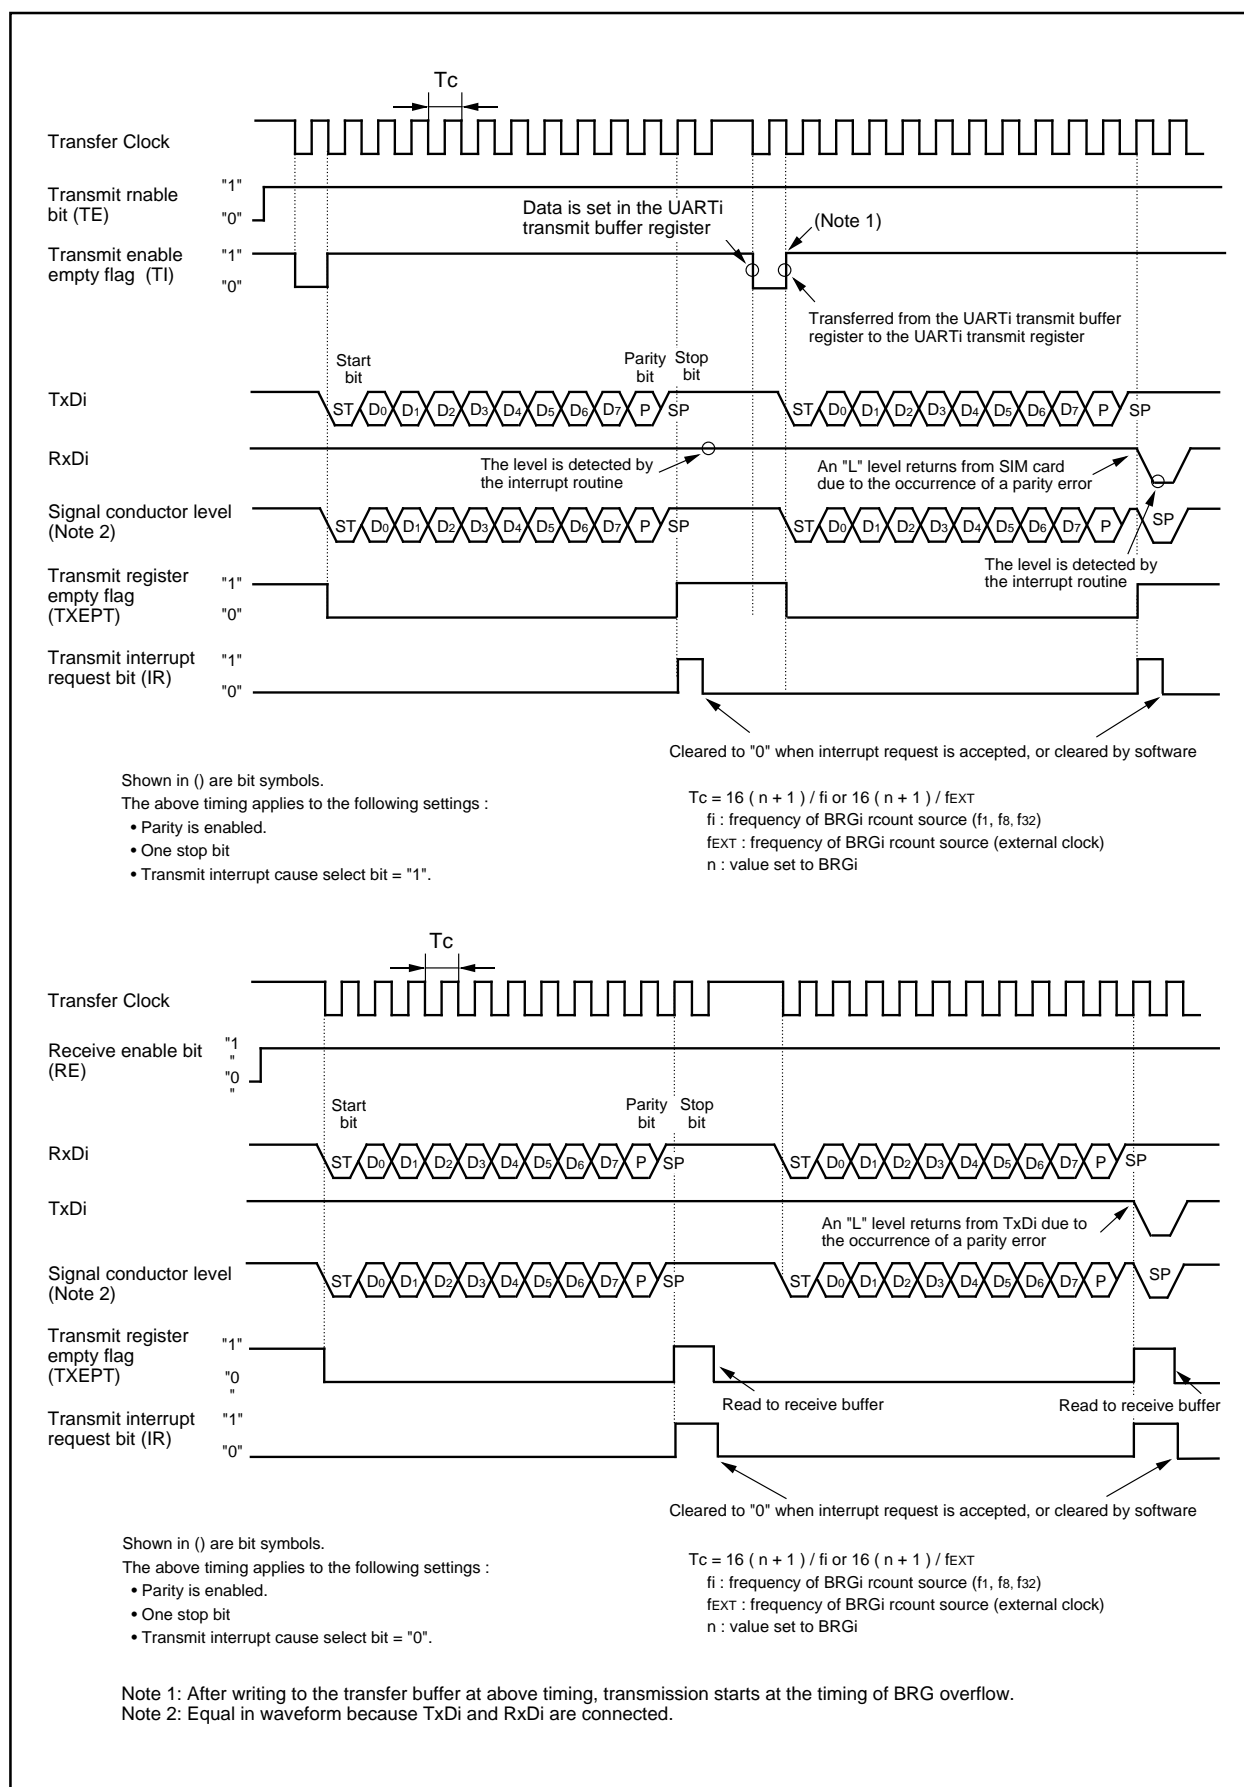 Tc
Transfer Clock
Transmit rnable
bit (TE)
"1"
"0"
Data is set in the UARTi
transmit buffer register
(Note 1)
Transmit enable
empty flag (TI)
"1"
"0"
Transferred from the UARTi transmit buffer
register to the UARTi transmit register
Start
bit
Parity
bit
Stop
bit
TxDi
ST D0 D1 D2 D3 D4 D5 D6 D7 P SP ST D0 D1 D2 D3 D4 D5 D6 D7 P SP
RxDi
The level is detected by
the interrupt routine
An "L" level returns from SIM card
due to the occurrence of a parity error
Signal conductor level
(Note 2)
ST D0 D1 D2 D3 D4 D5 D6 D7 P SP ST D0 D1 D2 D3 D4 D5 D6 D7 P SP
The level is detected by
the interrupt routine
Transmit register
empty flag
(TXEPT)
"1"
"0"
Transmit interrupt
request bit (IR)
"1"
"0"
Cleared to "0" when interrupt request is accepted, or cleared by software
Shown in () are bit symbols.
The above timing applies to the following settings :
• Parity is enabled.
• One stop bit
• Transmit interrupt cause select bit = "1".
Tc = 16 ( n + 1 ) / fi or 16 ( n + 1 ) / fEXT
fi : frequency of BRGi rcount source (f1, f8, f32)
fEXT : frequency of BRGi rcount source (external clock)
n : value set to BRGi
Tc
Transfer Clock
Receive enable bit
(RE)
"1
"
"0
"
Start
bit
Parity
bit
Stop
bit
RxDi
ST D0 D1 D2 D3 D4 D5 D6 D7 P SP ST D0 D1 D2 D3 D4 D5 D6 D7 P SP
TxDi
An "L" level returns from TxDi due to
the occurrence of a parity error
Signal conductor level
(Note 2)
ST D0 D1 D2 D3 D4 D5 D6 D7 P SP ST D0 D1 D2 D3 D4 D5 D6 D7 P SP
Transmit register
empty flag
(TXEPT)
"1"
"0
"
Read to receive buffer
Read to receive buffer
Transmit interrupt
request bit (IR)
"1"
"0"
Cleared to "0" when interrupt request is accepted, or cleared by software
Shown in () are bit symbols.
The above timing applies to the following settings :
• Parity is enabled.
• One stop bit
• Transmit interrupt cause select bit = "0".
Tc = 16 ( n + 1 ) / fi or 16 ( n + 1 ) / fEXT
fi : frequency of BRGi rcount source (f1, f8, f32)
fEXT : frequency of BRGi rcount source (external clock)
n : value set to BRGi
Note 1: After writing to the transfer buffer at above timing, transmission starts at the timing of BRG overflow.
Note 2: Equal in waveform because TxDi and RxDi are connected.